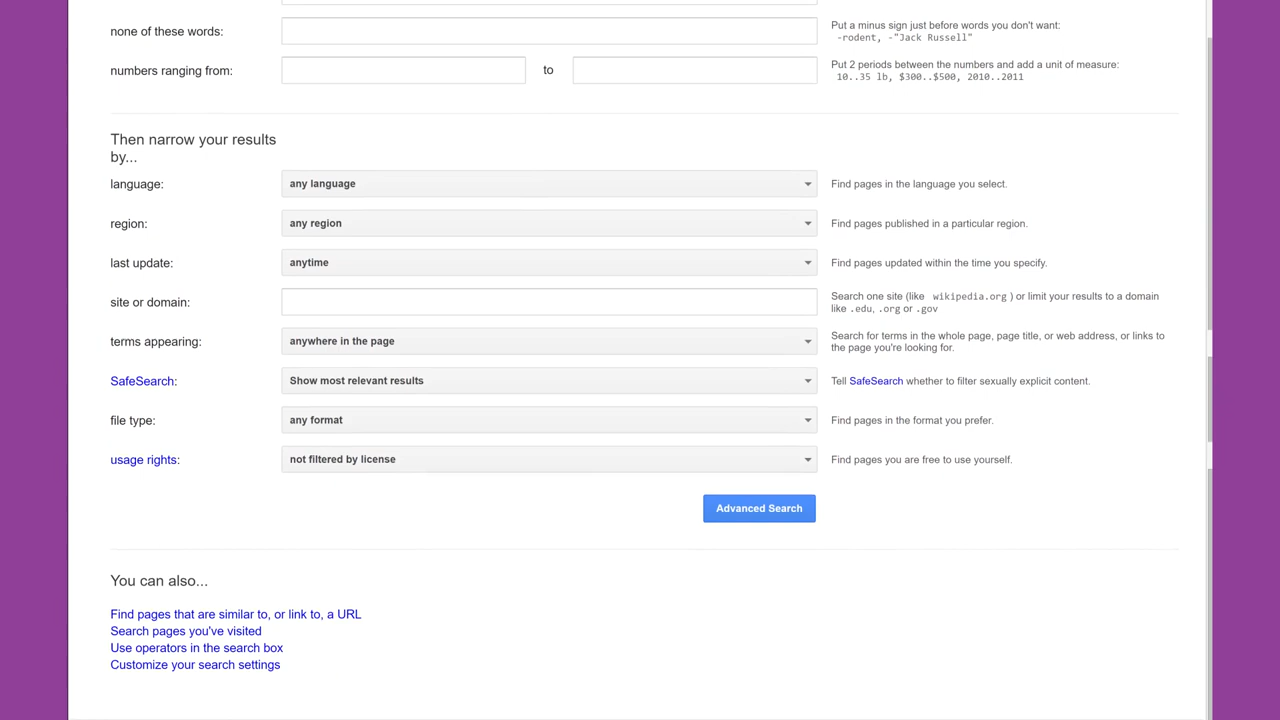 none of these words:
Put a minus sign just before words you don't want:
-rodent, -"Jack Russell"
numbers ranging from:
to
Put 2 periods between the numbers and add a unit of measure:
10..35 lb, $300..$500, 2010..2011
Then narrow your results
by...
language:
any language
Find pages in the language you select.
region:
any region
Find pages published in a particular region.
last update:
anytime
Find pages updated within the time you specify.
site or domain:
Search one site (like wikipedia.org ) or limit your results to a domain
like .edu, .org or .gov
terms appearing:
anywhere in the page
Search for terms in the whole page, page title, or web address, or links to
the page you're looking for.
SafeSearch:
Show most relevant results
Tell SafeSearch whether to filter sexually explicit content.
file type:
any format
Find pages in the format you prefer.
usage rights:
not filtered by license
Find pages you are free to use yourself.
Advanced Search
You can also...
Find pages that are similar to, or link to, a URL
Search pages you've visited
Use operators in the search box
Customize your search settings